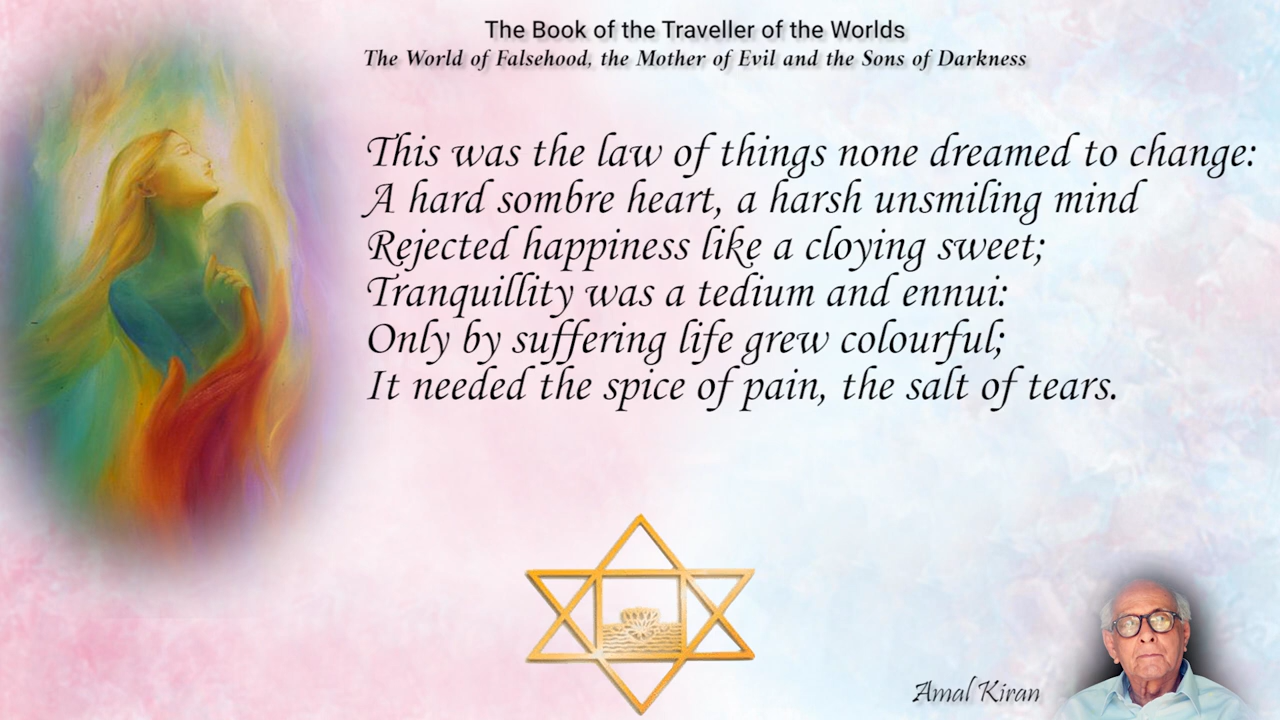 The Book of the Traveller of the Worlds
The World of Falsehood, the Mother of Evil and the Sons of Darkness
This was the law of things none dreamed to change:
A hard sombre heart, a harsh unsmiling mind
Rejected happiness like a cloying sweet;
Tranquillity was a tedium and ennui:
Only by suffering life grew colourful;
It needed the spice of pain, the salt of tears.
Amal Kiran